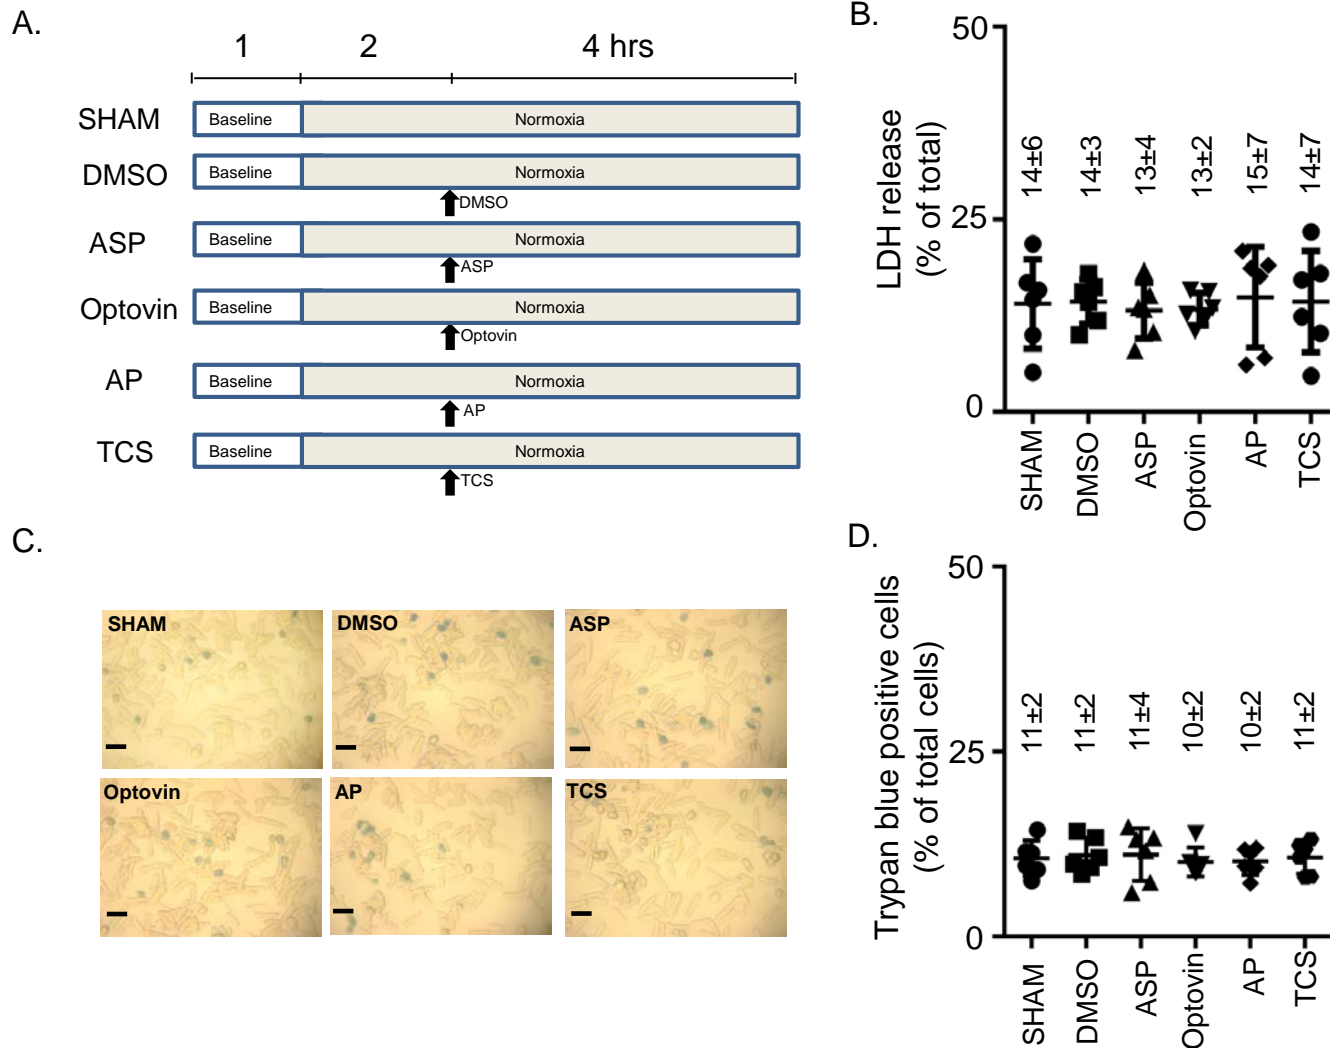 A.
1 2 4 hrs
SHAM Baseline Normoxia
DMSO Baseline Normoxia
DMSO
ASP Baseline Normoxia
ASP
Optovin Baseline Normoxia
Optovin
AP Baseline Normoxia
AP
TCS Baseline Normoxia
TCS
B.
LDH release
(% of total)
50
25
0
14±6 14±3 13±4 13±2 15±7 14±7
SHAM DMSO ASP Optovin AP TCS
C.
SHAM DMSO ASP
Optovin AP TCS
D.
Trypan blue positive cells
(% of total cells)
50
25
0
11±2 11±2 11±4 10±2 10±2 11±2
SHAM DMSO ASP Optovin AP TCS